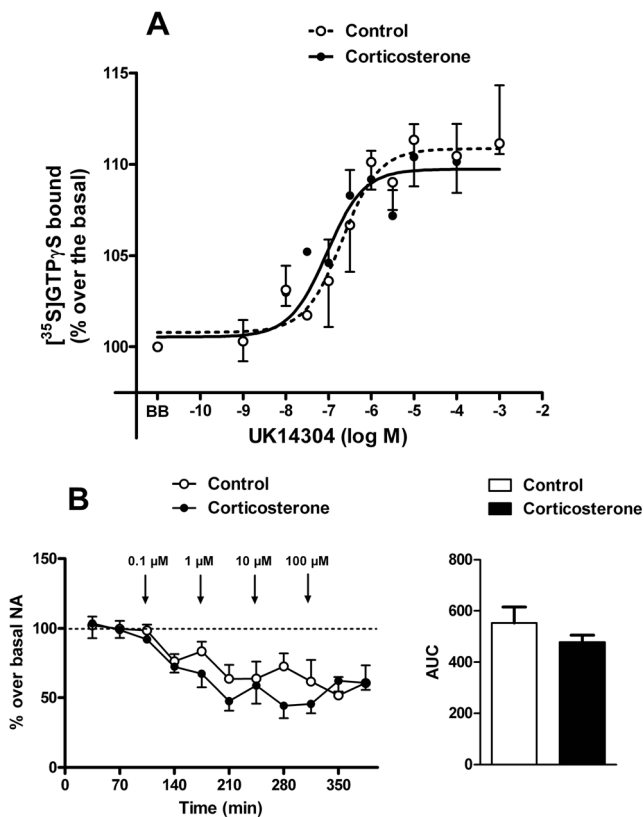 A
Control
Corticosterone
[³⁵S]GTPγS bound
(% over the basal)
115
110
105
100
BB -10 -9 -8 -7 -6 -5 -4 -3 -2
UK14304 (log M)
B
Control
Corticosterone
% over basal NA
150
100
50
0
0.1 µM 1 µM 10 µM 100 µM
0 70 140 210 280 350
Time (min)
Control
Corticosterone
AUC
800
600
400
200
0